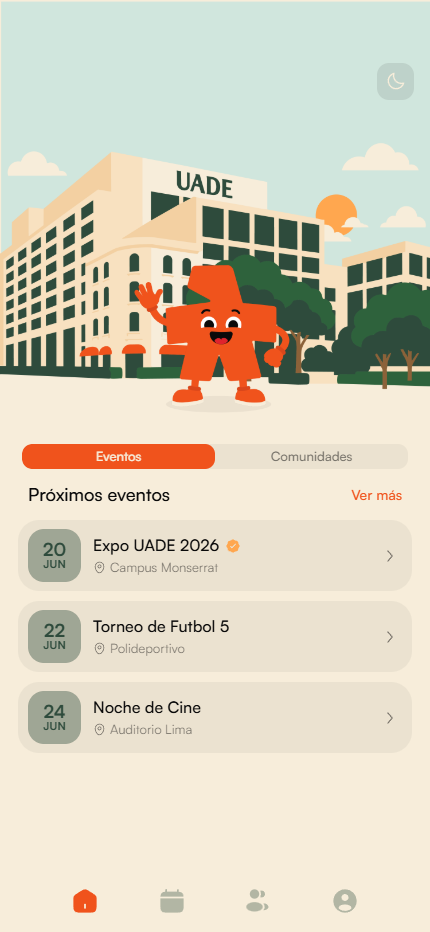 UADE
Eventos
Comunidades
Próximos eventos
Ver más
20
JUN
Expo UADE 2026
Campus Monserrat
22
JUN
Torneo de Futbol 5
Polideportivo
24
JUN
Noche de Cine
Auditorio Lima